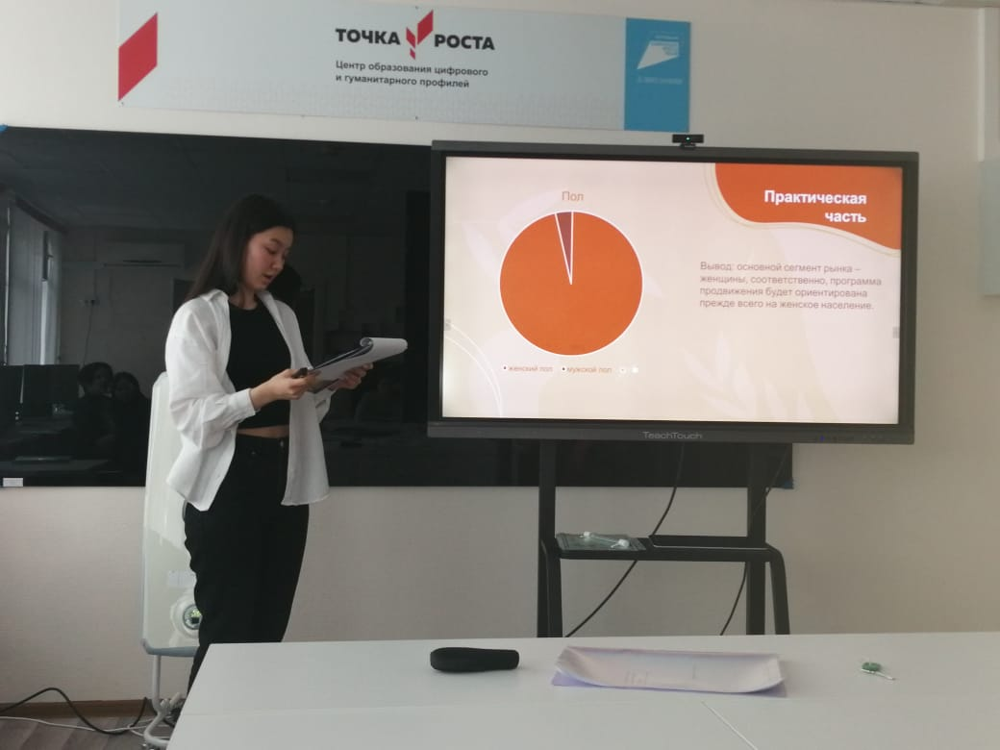 ТОЧКА РОСТА
Центр образования цифрового
и гуманитарного профилей
Пол
женский пол мужской пол
Практическая
часть
Вывод: основной сегмент рынка –
женщины, соответственно, программа
продвижения будет ориентирована
прежде всего на женское население.
TeachTouch